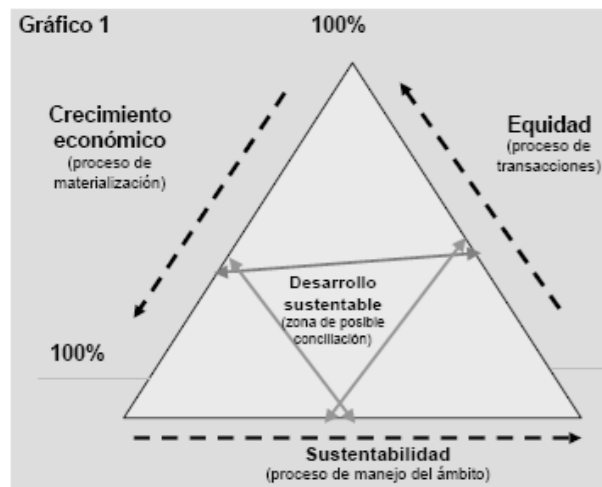 Gráfico 1
100%
Crecimiento
económico
(proceso de
materialización)
Equidad
(proceso de
transacciones)
Desarrollo
sustentable
(zona de posible
conciliación)
100%
Sustentabilidad
(proceso de manejo del ámbito)